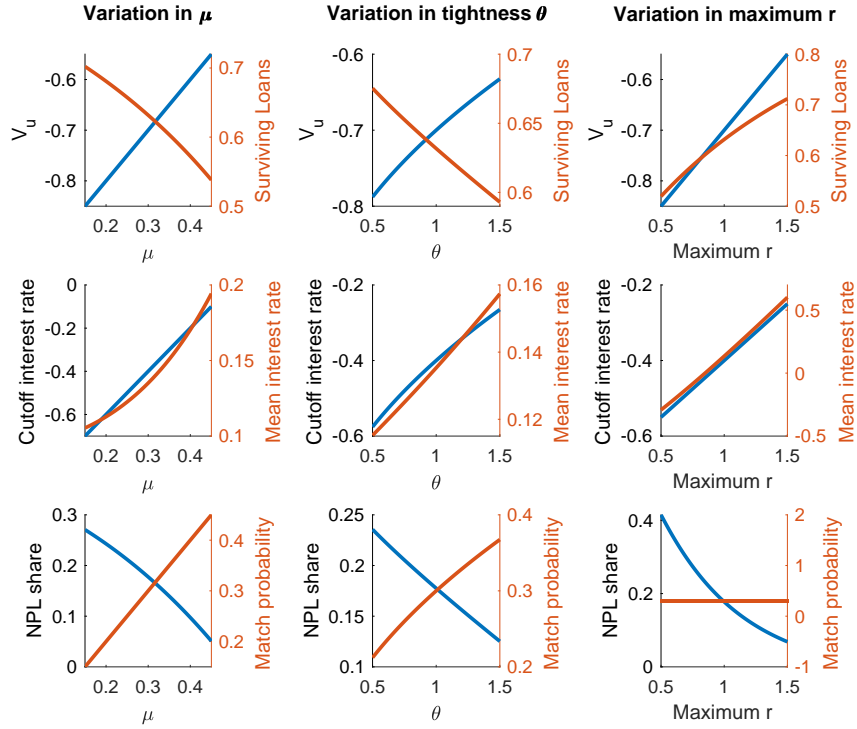 Variation in μ
Variation in tightness θ
Variation in maximum r
-0.6
-0.7
-0.8
V_u
0.7
0.6
0.5
Surviving Loans
0.2 0.3 0.4
μ
-0.5
-0.6
-0.7
-0.8
V_u
0.7
0.65
0.6
Surviving Loans
0.5 1 1.5
θ
-0.6
-0.7
-0.8
V_u
0.8
0.7
0.6
0.5
Surviving Loans
0.5 1 1.5
Maximum r
0
-0.2
-0.4
-0.6
Cutoff interest rate
0.2
0.15
0.1
Mean interest rate
0.2 0.3 0.4
μ
-0.2
-0.4
-0.6
Cutoff interest rate
0.16
0.14
0.12
Mean interest rate
0.5 1 1.5
θ
-0.2
-0.4
-0.6
Cutoff interest rate
0.5
0
-0.5
Mean interest rate
0.5 1 1.5
Maximum r
0.3
0.2
0.1
0
NPL share
0.4
0.3
0.2
Match probability
0.2 0.3 0.4
μ
0.25
0.2
0.15
0.1
NPL share
0.4
0.3
0.2
Match probability
0.5 1 1.5
θ
0.4
0.2
0
NPL share
2
1
0
-1
Match probability
0.5 1 1.5
Maximum r